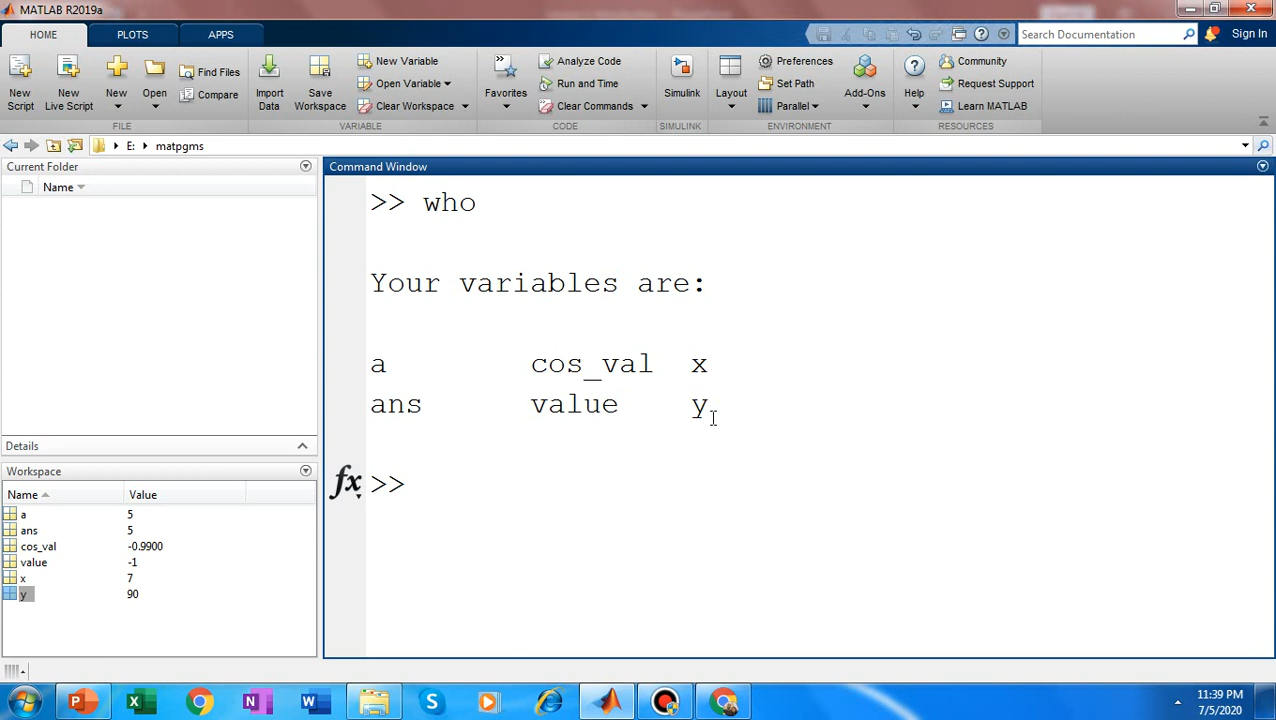 MATLAB R2019a
HOME PLOTS APPS Search Documentation Sign In
New Script
New Live Script
New
Open
Find Files
Compare
Import Data
Save Workspace
New Variable
Open Variable
Clear Workspace
Favorites
Analyze Code
Run and Time
Clear Commands
Simulink
Layout
Preferences
Set Path
Parallel
Add-Ons
Help
Community
Request Support
Learn MATLAB
FILE VARIABLE CODE SIMULINK ENVIRONMENT RESOURCES
E: matpgms
Current Folder
Name
Details
Workspace
Name Value
a 5
ans 5
cos_val -0.9900
value -1
x 7
y 90
Command Window
>> who
Your variables are:
a cos_val x
ans value y
fx >>
11:39 PM
7/5/2020